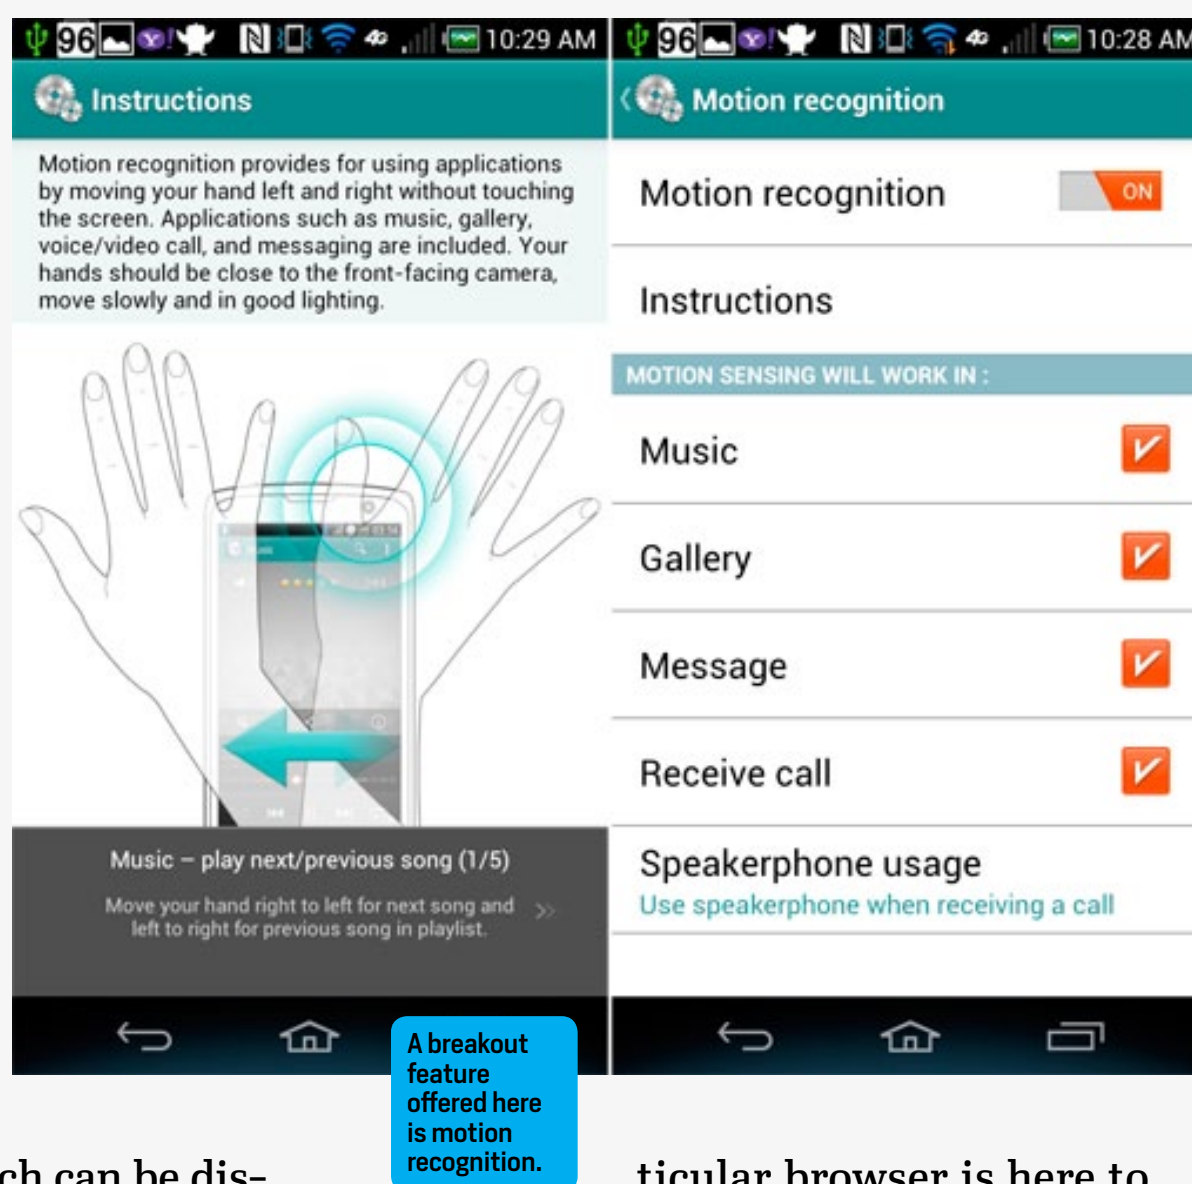 96 Y! 4G 10:29 AM
Instructions
Motion recognition provides for using applications
by moving your hand left and right without touching
the screen. Applications such as music, gallery,
voice/video call, and messaging are included. Your
hands should be close to the front-facing camera,
move slowly and in good lighting.
Music – play next/previous song (1/5)
Move your hand right to left for next song and
left to right for previous song in playlist.
96 Y! 4G 10:28 AM
Motion recognition
Motion recognition ON
Instructions
MOTION SENSING WILL WORK IN :
Music
Gallery
Message
Receive call
Speakerphone usage
Use speakerphone when receiving a call
A breakout
feature
offered here
is motion
recognition.
ch can be dis-
ticular browser is here to